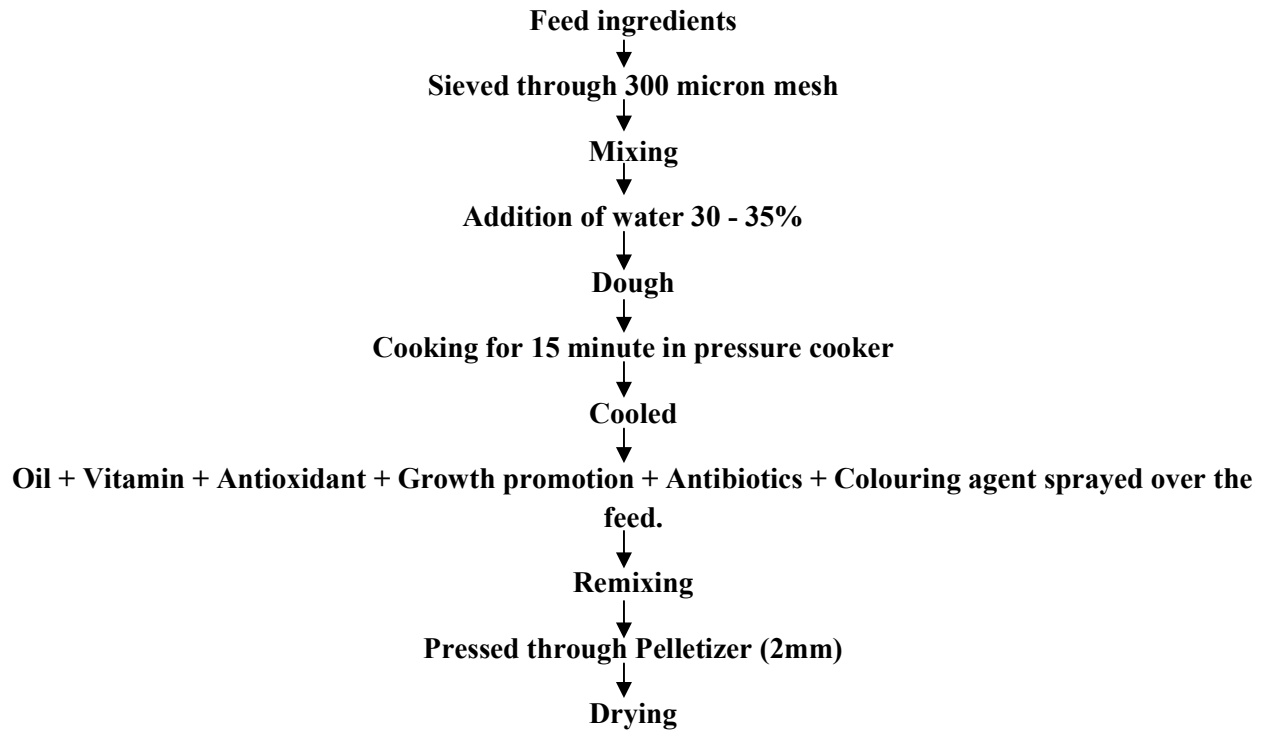 Feed ingredients
Sieved through 300 micron mesh
Mixing
Addition of water 30 - 35%
Dough
Cooking for 15 minute in pressure cooker
Cooled
Oil + Vitamin + Antioxidant + Growth promotion + Antibiotics + Colouring agent sprayed over the
feed.
Remixing
Pressed through Pelletizer (2mm)
Drying